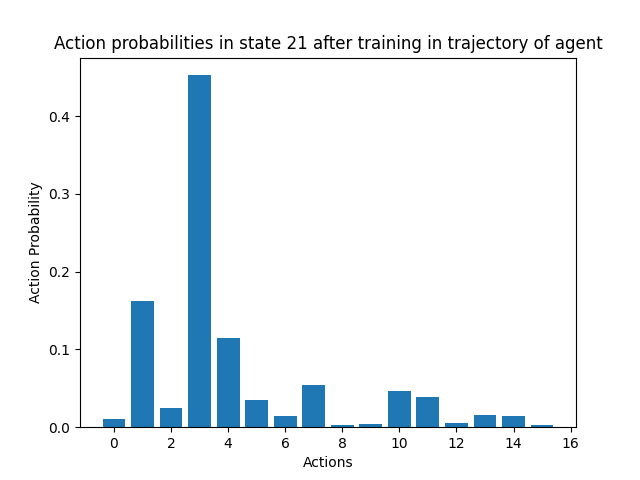 Action probabilities in state 21 after training in trajectory of agent
Action Probability
0.4
0.3
0.2
0.1
0.0
0 2 4 6 8 10 12 14 16
Actions